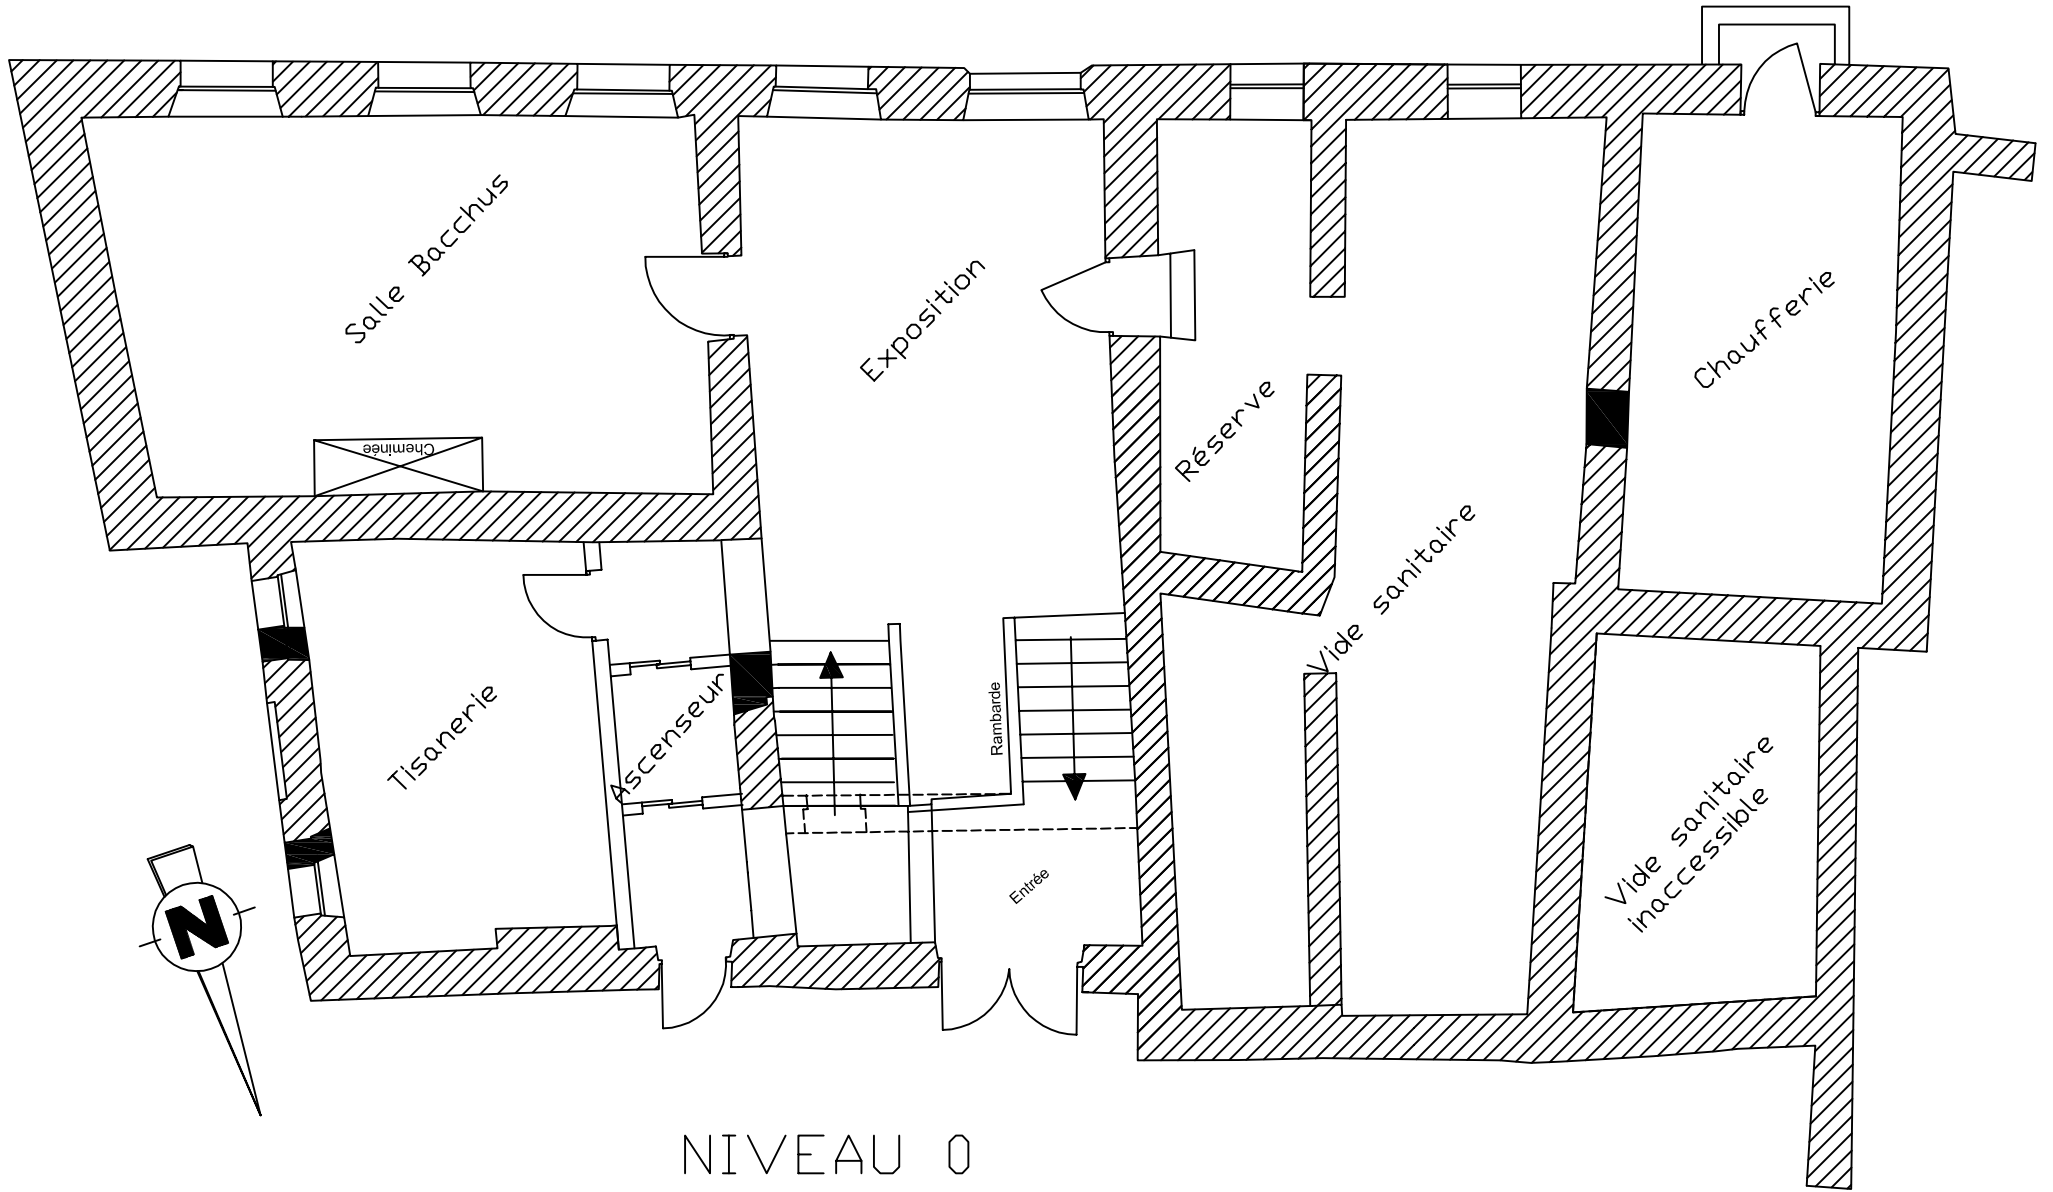 Salle Bacchus
Exposition
Chaufferie
Cheminée
Réserve
Vide sanitaire
Tisanerie
Ascenseur
Rambarde
Vide sanitaire
inaccessible
Entrée
N
NIVEAU 0